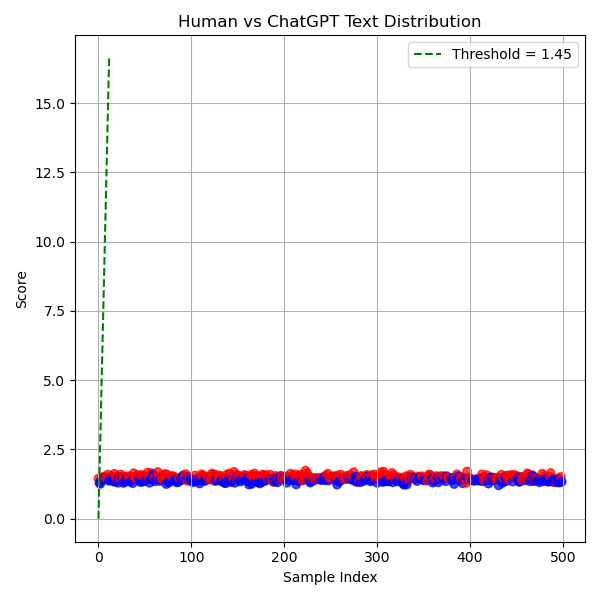 Human vs ChatGPT Text Distribution
Threshold = 1.45
Score
15.0
12.5
10.0
7.5
5.0
2.5
0.0
0 100 200 300 400 500
Sample Index